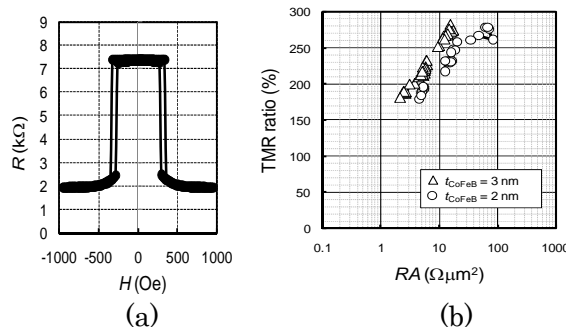 9
8
7
6
5
4
3
2
1
0
R (kΩ)
-1000 -500 0 500 1000
H (Oe)
(a)
300
250
200
150
100
50
0
TMR ratio (%)
t CoFeB = 3 nm
t CoFeB = 2 nm
0.1 1 10 100 1000
RA (Ωμm²)
(b)